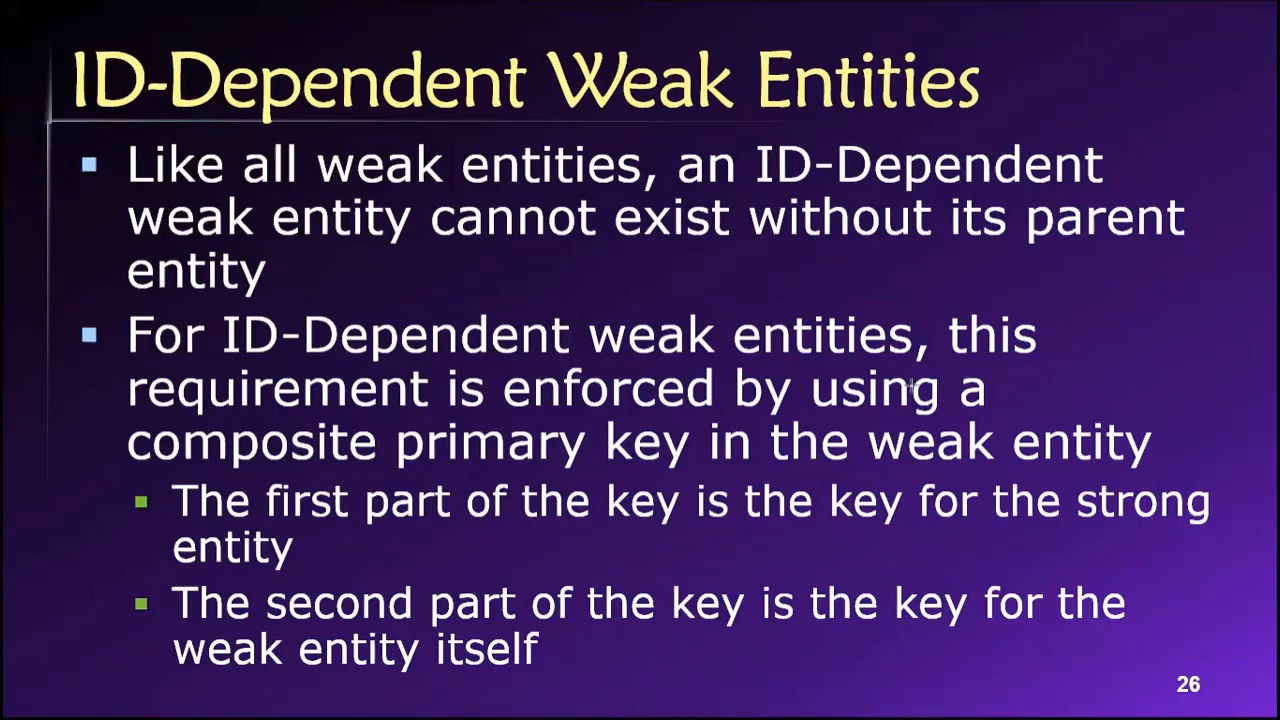 ID-Dependent Weak Entities
Like all weak entities, an ID-Dependent
weak entity cannot exist without its parent
entity
For ID-Dependent weak entities, this
requirement is enforced by using a
composite primary key in the weak entity
The first part of the key is the key for the strong
entity
The second part of the key is the key for the
weak entity itself
26